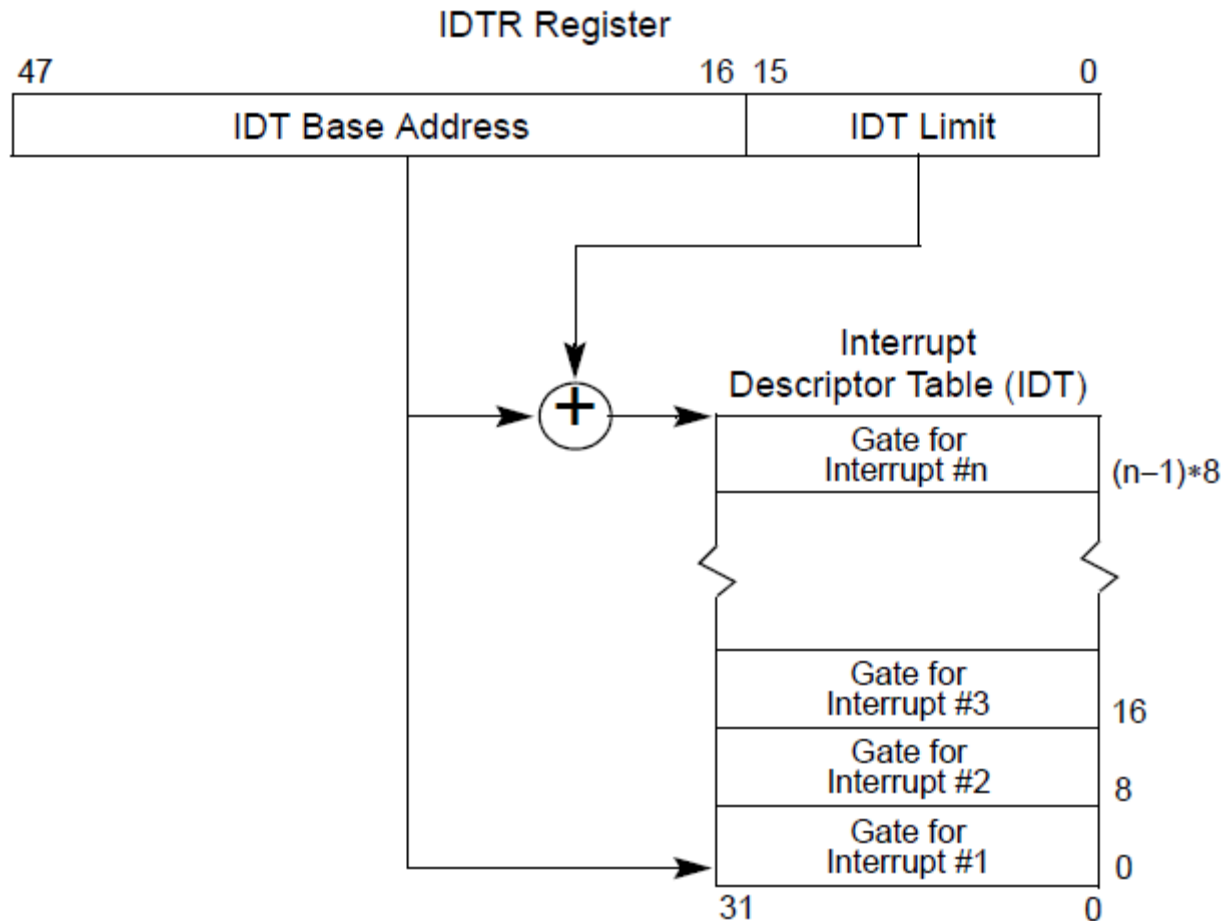 IDTR Register
47 16 15 0
IDT Base Address IDT Limit
+
Interrupt
Descriptor Table (IDT)
Gate for
Interrupt #n
(n–1)∗8
Gate for
Interrupt #3
16
Gate for
Interrupt #2
8
Gate for
Interrupt #1
0
31 0